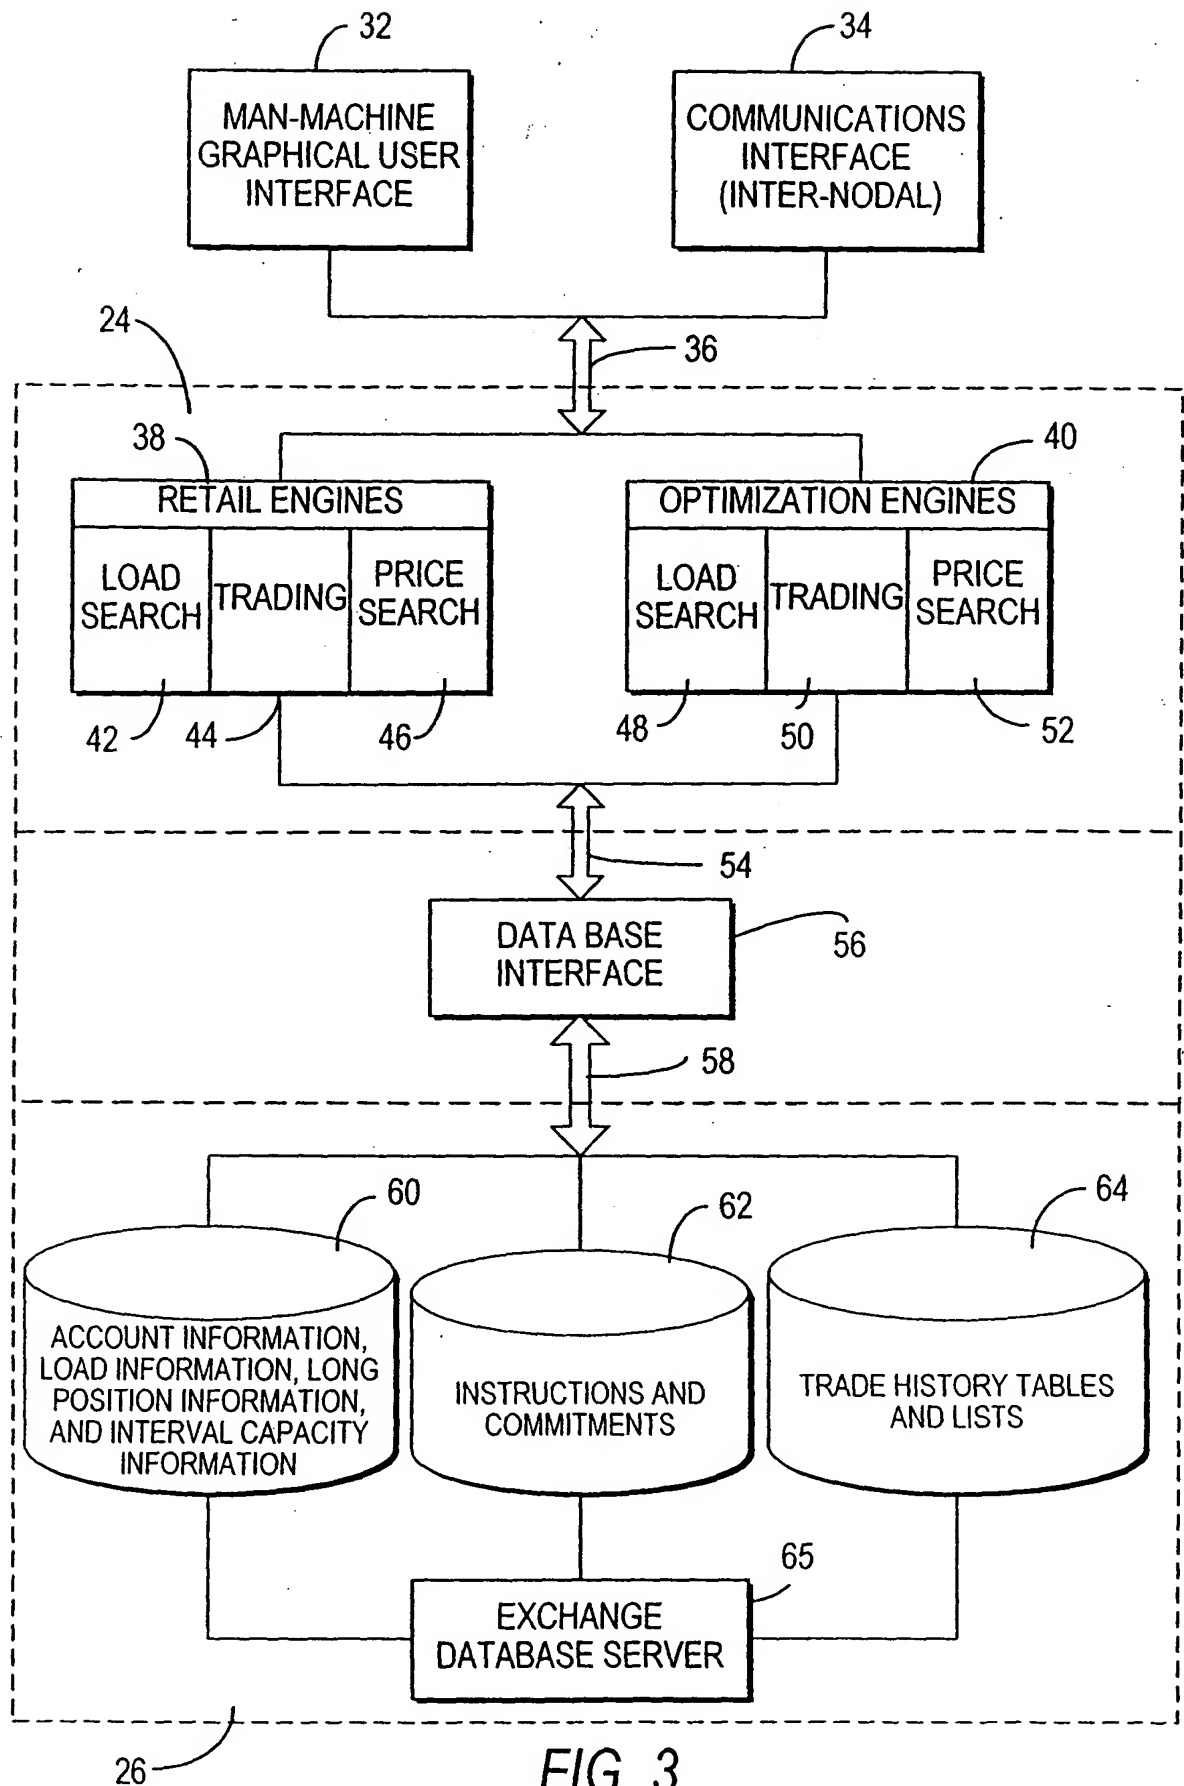 32
34
MAN-MACHINE
GRAPHICAL USER
INTERFACE
COMMUNICATIONS
INTERFACE
(INTER-NODAL)
24
36
38
40
RETAIL ENGINES
LOAD
SEARCH
TRADING
PRICE
SEARCH
OPTIMIZATION ENGINES
LOAD
SEARCH
TRADING
PRICE
SEARCH
42
44
46
48
50
52
54
DATA BASE
INTERFACE
56
58
60
62
64
ACCOUNT INFORMATION,
LOAD INFORMATION, LONG
POSITION INFORMATION,
AND INTERVAL CAPACITY
INFORMATION
INSTRUCTIONS AND
COMMITMENTS
TRADE HISTORY TABLES
AND LISTS
65
EXCHANGE
DATABASE SERVER
26
FIG. 3